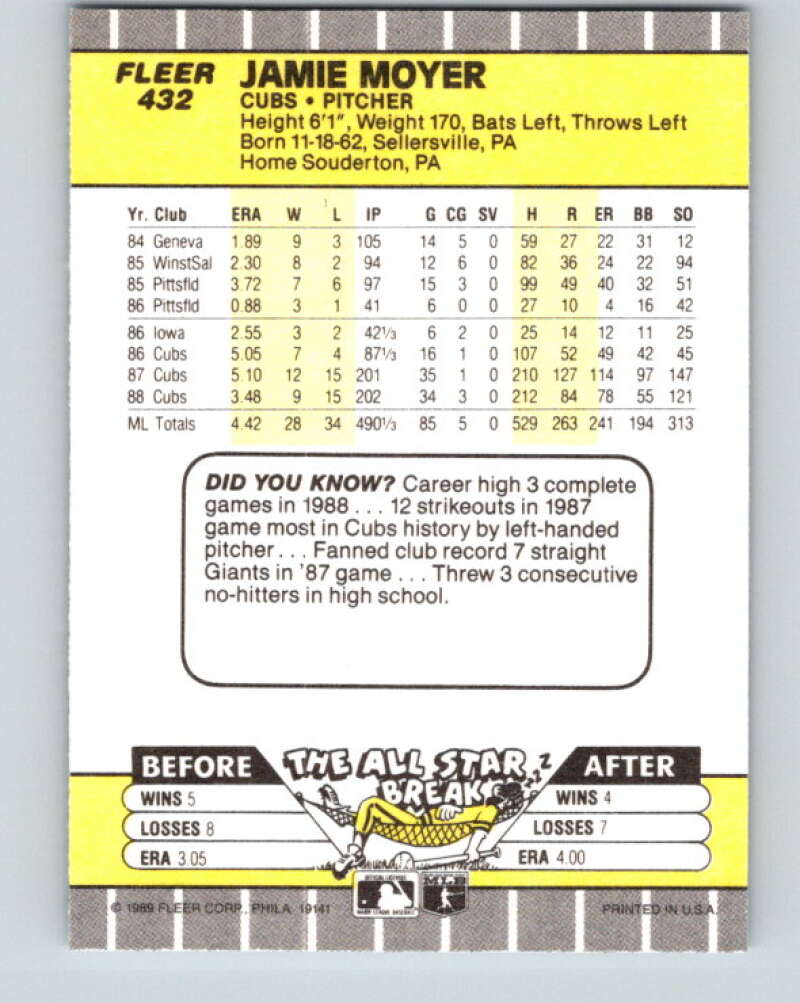 FLEER
432
JAMIE MOYER
CUBS • PITCHER
Height 6'1", Weight 170, Bats Left, Throws Left
Born 11-18-62, Sellersville, PA
Home Souderton, PA
Yr. Club ERA W L IP G CG SV H R ER BB SO
84 Geneva 1.89 9 3 105 14 5 0 59 27 22 31 12
85 WinstSal 2.30 8 2 94 12 6 0 82 36 24 22 94
85 Pittsfld 3.72 7 6 97 15 3 0 99 49 40 32 51
86 Pittsfld 0.88 3 1 41 6 0 0 27 10 4 16 42
86 Iowa 2.55 3 2 42⅓ 6 2 0 25 14 12 11 25
86 Cubs 5.05 7 4 87⅓ 16 1 0 107 52 49 42 45
87 Cubs 5.10 12 15 201 35 1 0 210 127 114 97 147
88 Cubs 3.48 9 15 202 34 3 0 212 84 78 55 121
ML Totals 4.42 28 34 490⅓ 85 5 0 529 263 241 194 313
DID YOU KNOW? Career high 3 complete
games in 1988 . . . 12 strikeouts in 1987
game most in Cubs history by left-handed
pitcher . . . Fanned club record 7 straight
Giants in '87 game . . . Threw 3 consecutive
no-hitters in high school.
BEFORE THE ALL STAR BREAK ZZZ AFTER
WINS 5 WINS 4
LOSSES 8 LOSSES 7
ERA 3.05 ERA 4.00
© 1989 FLEER CORP., PHILA. 19141 OFFICIAL LICENSEE MLB PRINTED IN U.S.A.
MAJOR LEAGUE BASEBALL